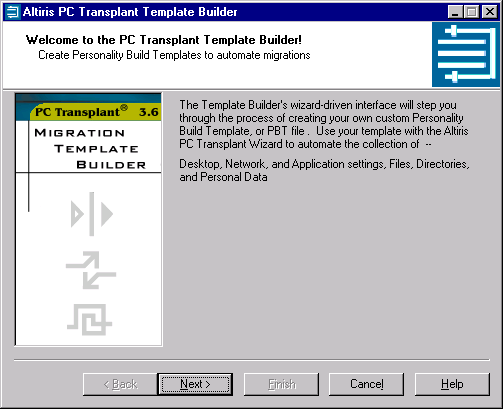 Altiris PC Transplant Template Builder
Welcome to the PC Transplant Template Builder!
Create Personality Build Templates to automate migrations
PC Transplant® 3.6
MIGRATION
TEMPLATE
BUILDER
The Template Builder's wizard-driven interface will step you
through the process of creating your own custom Personality
Build Template, or PBT file . Use your template with the Altiris
PC Transplant Wizard to automate the collection of --
Desktop, Network, and Application settings, Files, Directories,
and Personal Data
< Back
Next >
Finish
Cancel
Help